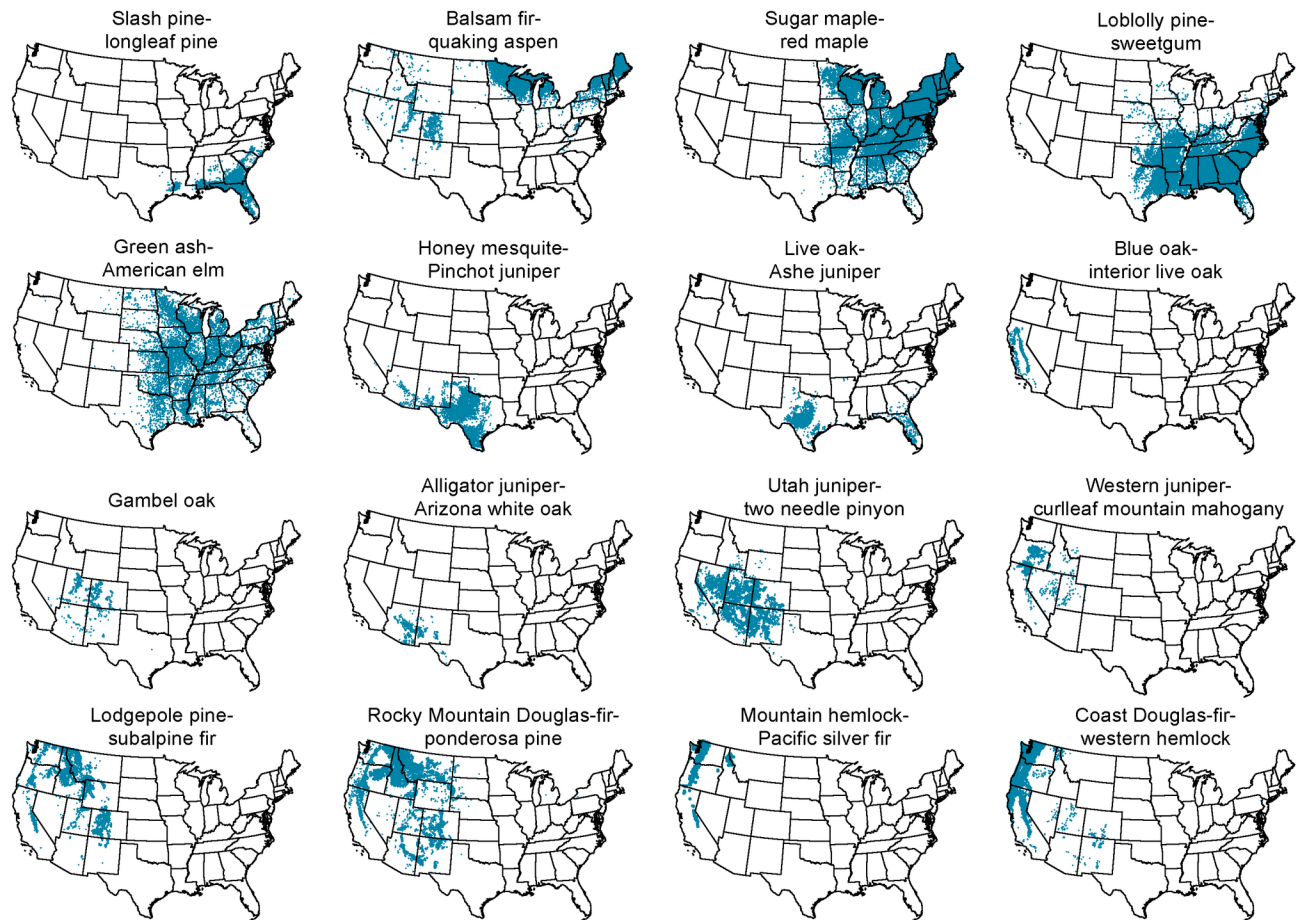 Slash pine-
longleaf pine
Balsam fir-
quaking aspen
Sugar maple-
red maple
Loblolly pine-
sweetgum
Green ash-
American elm
Honey mesquite-
Pinchot juniper
Live oak-
Ashe juniper
Blue oak-
interior live oak
Gambel oak
Alligator juniper-
Arizona white oak
Utah juniper-
two needle pinyon
Western juniper-
curlleaf mountain mahogany
Lodgepole pine-
subalpine fir
Rocky Mountain Douglas-fir-
ponderosa pine
Mountain hemlock-
Pacific silver fir
Coast Douglas-fir-
western hemlock